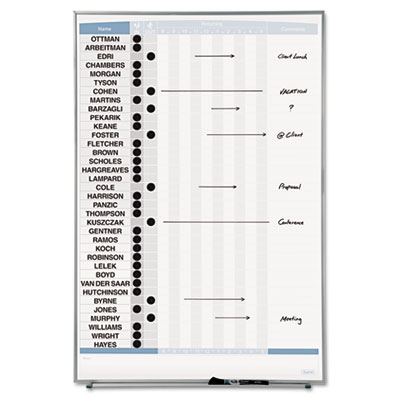 Name IN OUT Returning Comments
OTTMAN
ARBEITMAN
EDRI Client Lunch
CHAMBERS
MORGAN
TYSON
COHEN VACATION
MARTINS
BARZAGLI ?
PEKARIK
KEANE
FOSTER @ Client
FLETCHER
BROWN
SCHOLES
HARGREAVES
LAMPARD
COLE Proposal
HARRISON
PANZIC
THOMPSON
KUSZCZAK Conference
GENTNER
RAMOS
KOCH
ROBINSON
LELEK
BOYD
VAN DER SAAR
HUTCHINSON
BYRNE
JONES
MURPHY Meeting
WILLIAMS
WRIGHT
HAYES